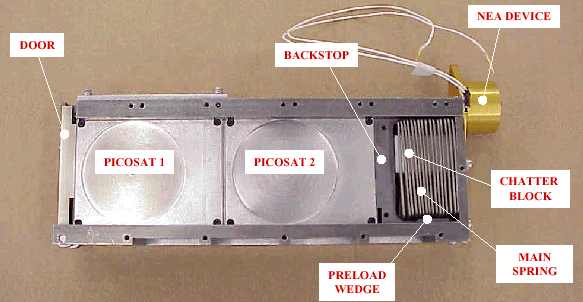 NEA DEVICE
DOOR
BACKSTOP
PICOSAT 1
PICOSAT 2
CHATTER
BLOCK
MAIN
SPRING
PRELOAD
WEDGE